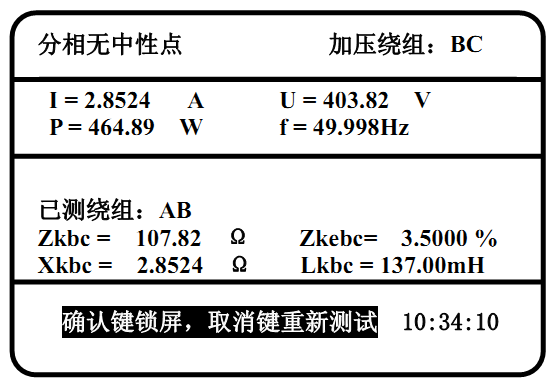 分相无中性点 加压绕组：BC
I = 2.8524 A U = 403.82 V
P = 464.89 W f = 49.998Hz
已测绕组：AB
Zkbc = 107.82 Ω Zkebc= 3.5000 %
Xkbc = 2.8524 Ω Lkbc = 137.00mH
确认键锁屏，取消键重新测试 10:34:10